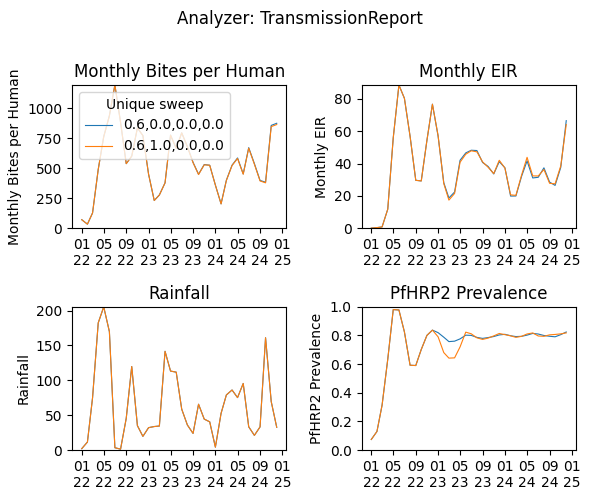 Analyzer: TransmissionReport
Monthly Bites per Human
Monthly Bites per Human
1000
750
500
250
0
Unique sweep
0.6,0.0,0.0,0.0
0.6,1.0,0.0,0.0
01 05 09 01 05 09 01 05 09 01
22 22 22 23 23 23 24 24 24 25
Monthly EIR
Monthly EIR
80
60
40
20
0
01 05 09 01 05 09 01 05 09 01
22 22 22 23 23 23 24 24 24 25
Rainfall
Rainfall
200
150
100
50
0
01 05 09 01 05 09 01 05 09 01
22 22 22 23 23 23 24 24 24 25
PfHRP2 Prevalence
PfHRP2 Prevalence
1.0
0.8
0.6
0.4
0.2
0.0
01 05 09 01 05 09 01 05 09 01
22 22 22 23 23 23 24 24 24 25